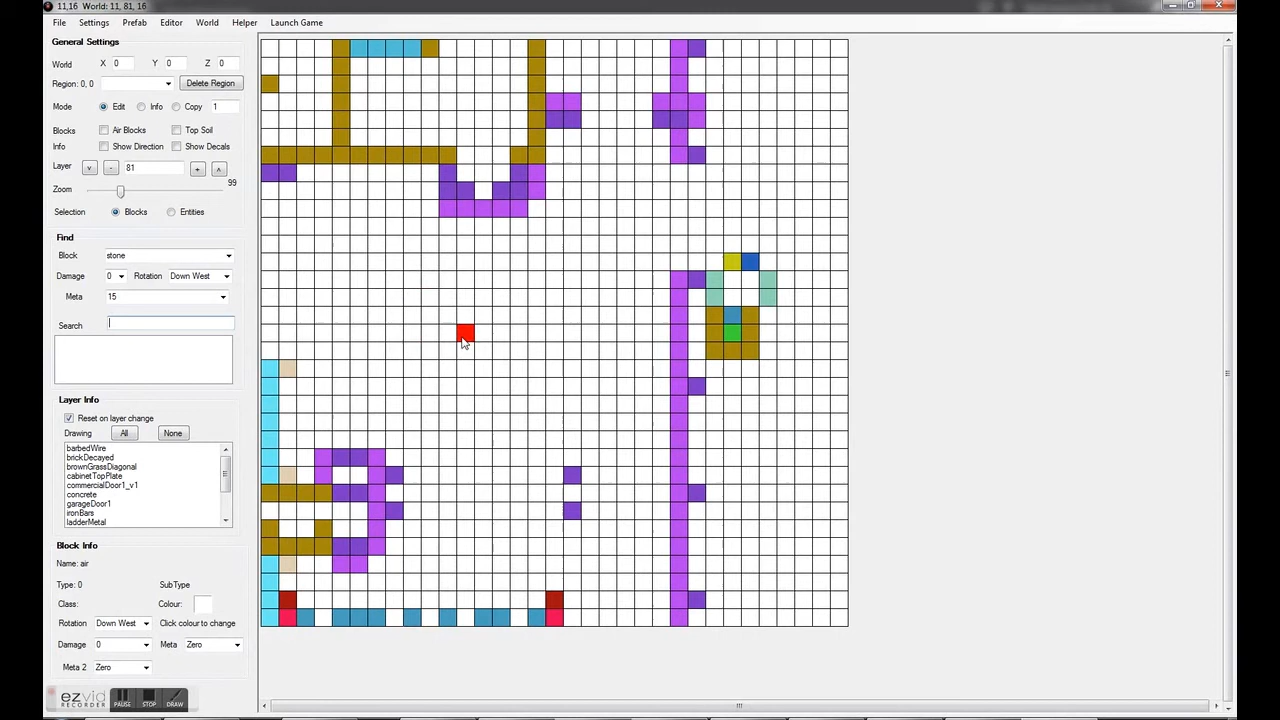 11,16 World: 11, 81, 16
File Settings Prefab Editor World Helper Launch Game
General Settings
World X 0 Y 0 Z 0
Region: 0, 0 Delete Region
Mode Edit Info Copy 1
Blocks Air Blocks Top Soil
Info Show Direction Show Decals
Layer v - 81 + ʌ
Zoom 99
Selection Blocks Entities
Find
Block stone
Damage 0 Rotation Down West
Meta 15
Search
Layer Info
Reset on layer change
Drawing All None
barbedWire
brickDecayed
brownGrassDiagonal
cabinetTopPlate
commercialDoor1_v1
concrete
garageDoor1
ironBars
ladderMetal
Block Info
Name: air
Type: 0 SubType
Class: Colour:
Rotation Down West Click colour to change
Damage 0 Meta Zero
Meta 2 Zero
ezvid
RECORDER
PAUSE STOP DRAW